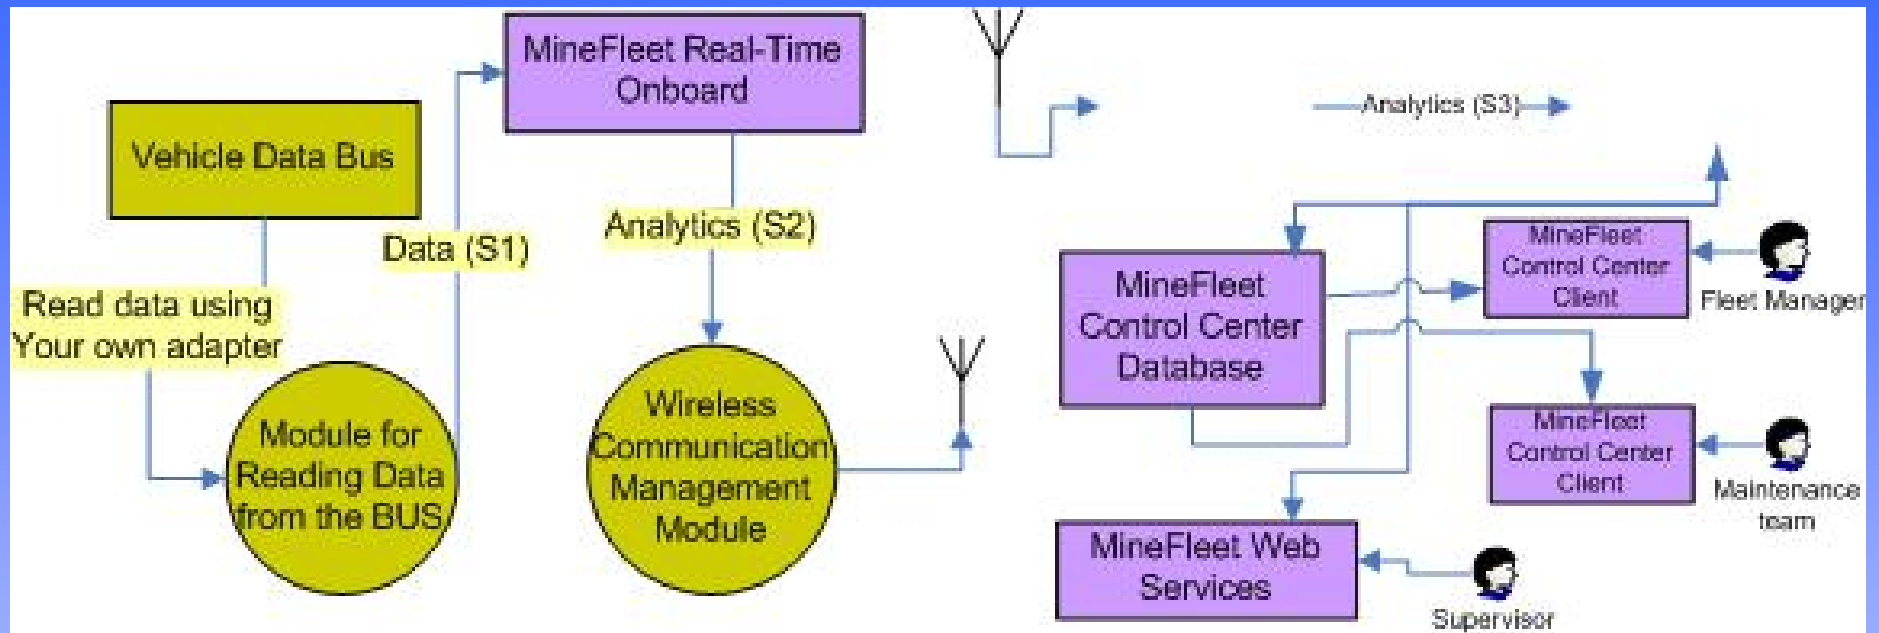 MineFleet Real-Time
Onboard
Vehicle Data Bus
Data (S1)
Analytics (S2)
Read data using
Your own adapter
Module for
Reading Data
from the BUS
Wireless
Communication
Management
Module
Analytics (S3)
MineFleet
Control Center
Database
MineFleet
Control Center
Client
Fleet Manager
MineFleet
Control Center
Client
Maintenance
team
MineFleet Web
Services
Supervisor